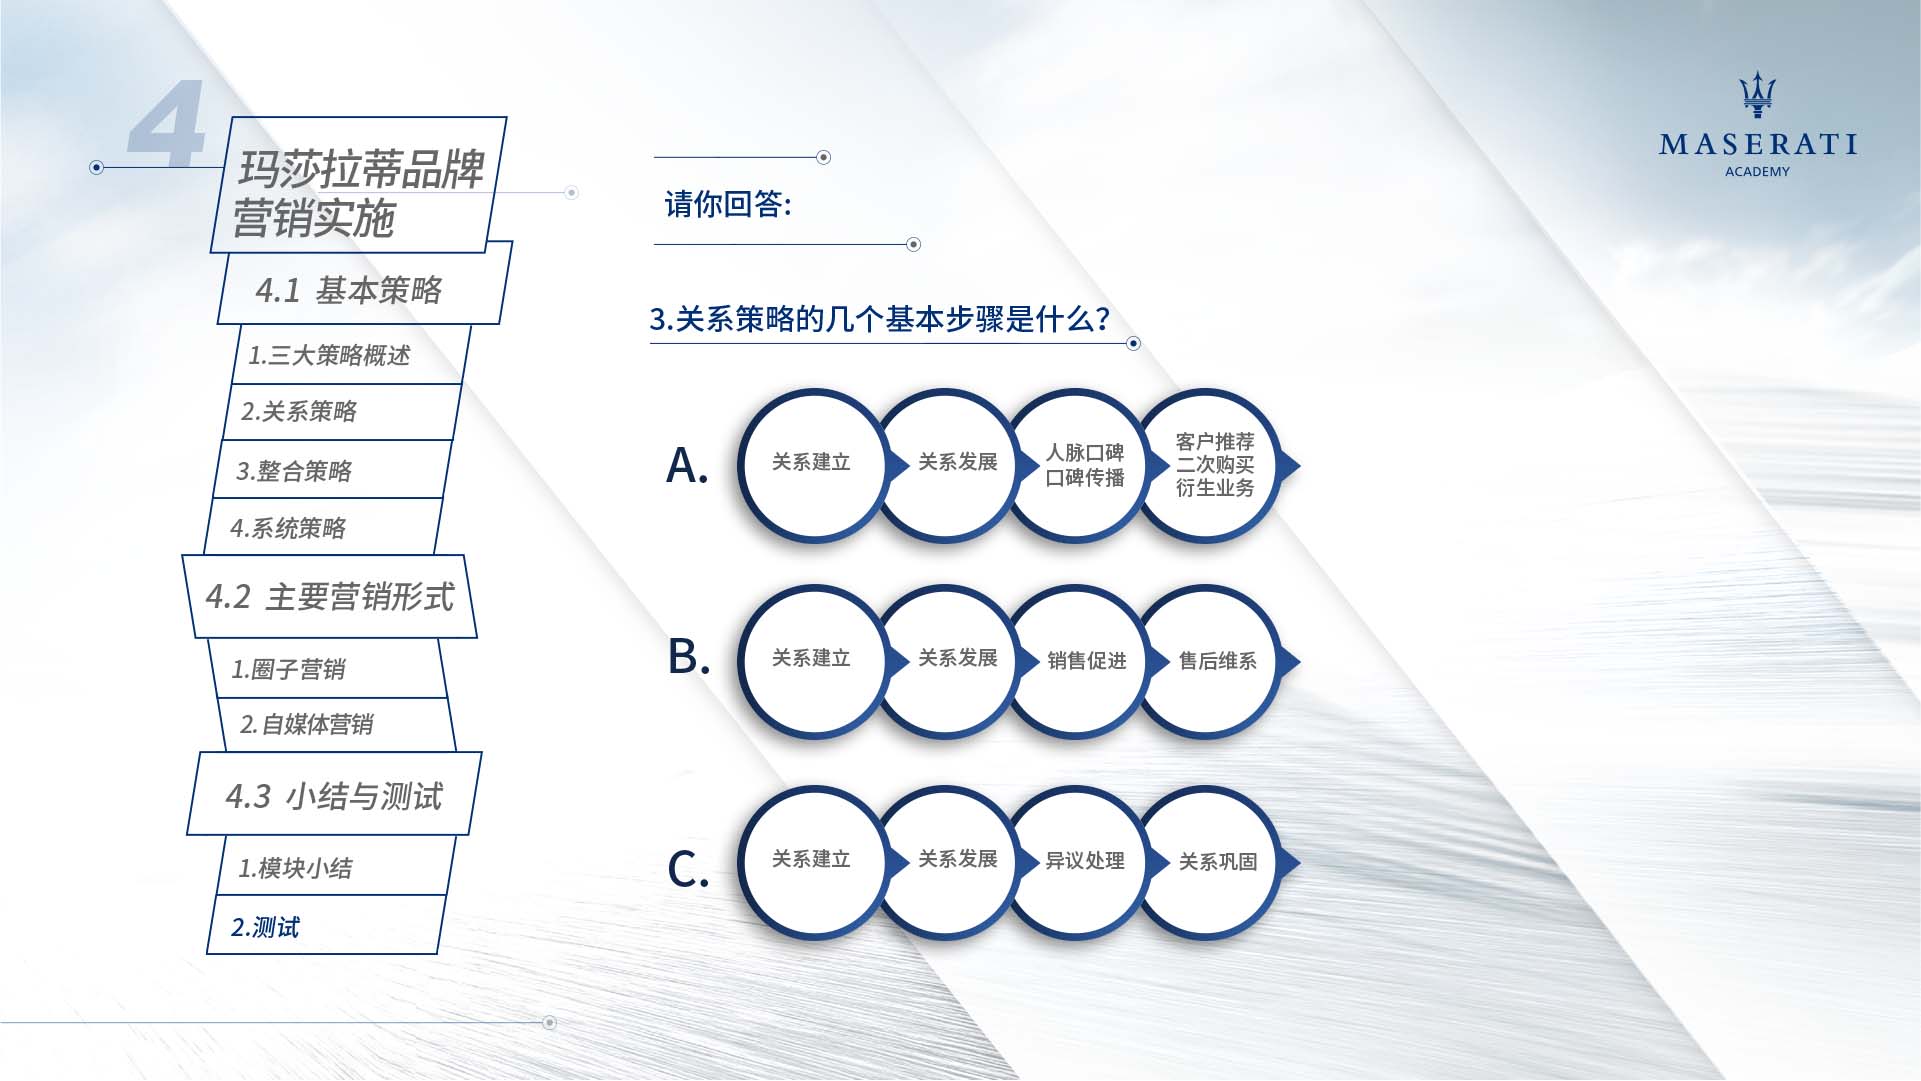 4
玛莎拉蒂品牌
营销实施
4.1 基本策略
1.三大策略概述
2.关系策略
3.整合策略
4.系统策略
4.2 主要营销形式
1.圈子营销
2.自媒体营销
4.3 小结与测试
1.模块小结
2.测试
MASERATI
ACADEMY
请你回答:
3.关系策略的几个基本步骤是什么?
A.
关系建立
关系发展
人脉口碑
口碑传播
客户推荐
二次购买
衍生业务
B.
关系建立
关系发展
销售促进
售后维系
C.
关系建立
关系发展
异议处理
关系巩固